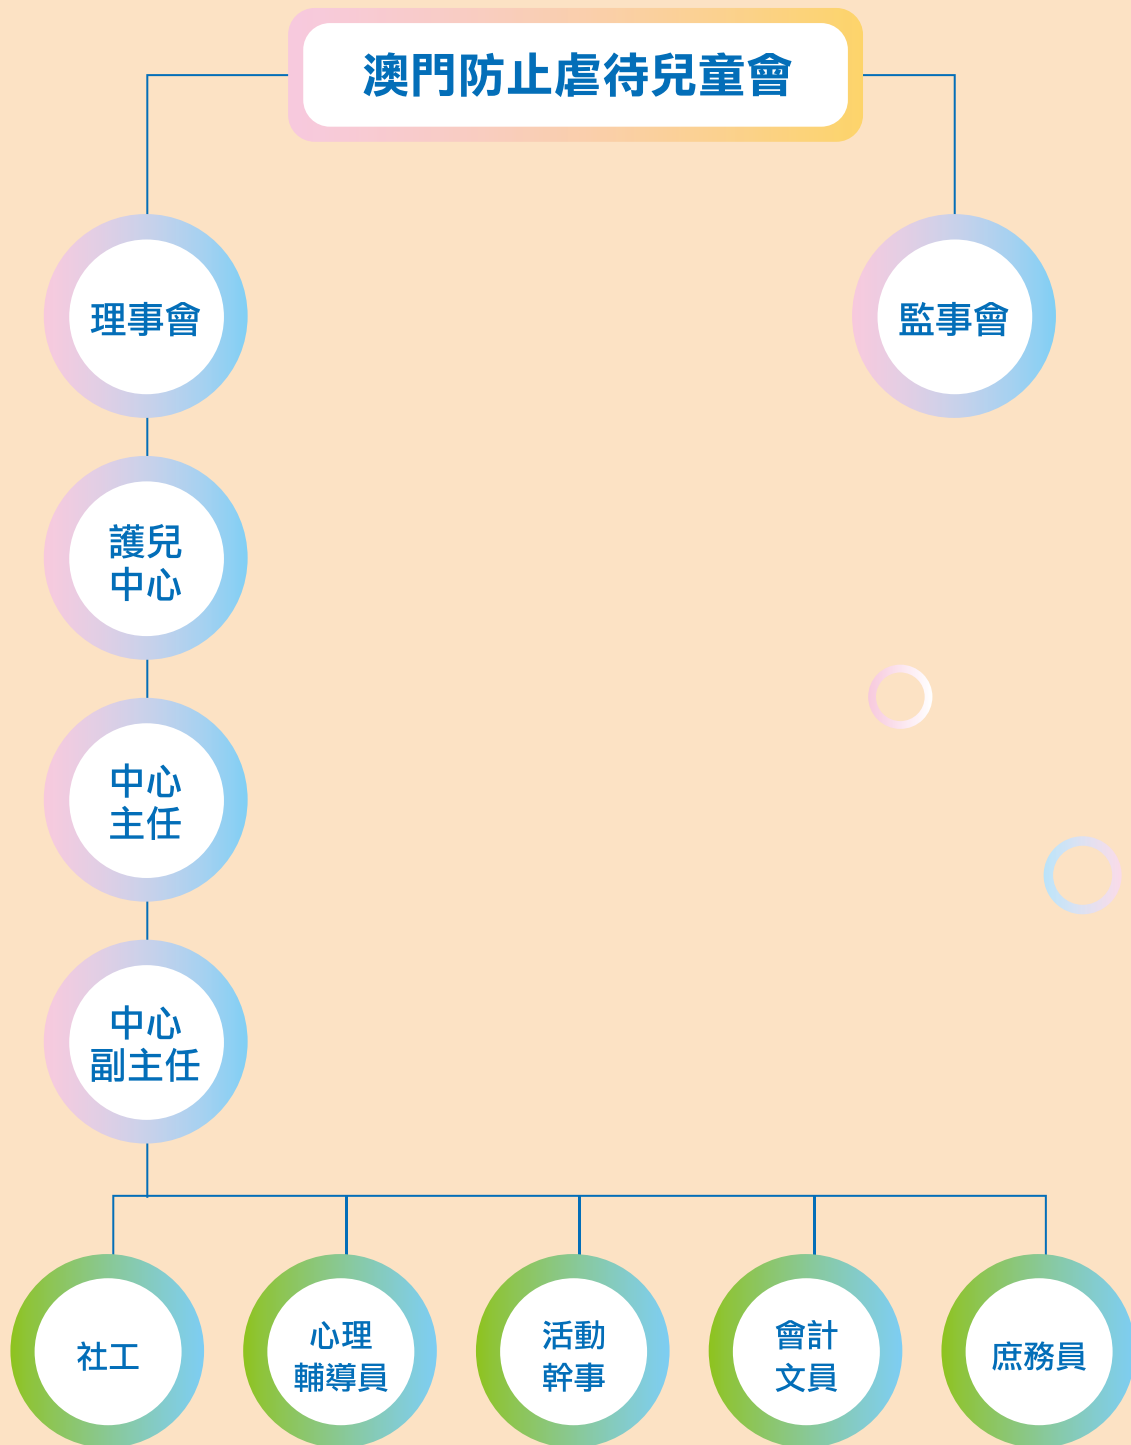 澳門防止虐待兒童會
理事會
監事會
護兒
中心
中心
主任
中心
副主任
社工
心理
輔導員
活動
幹事
會計
文員
庶務員